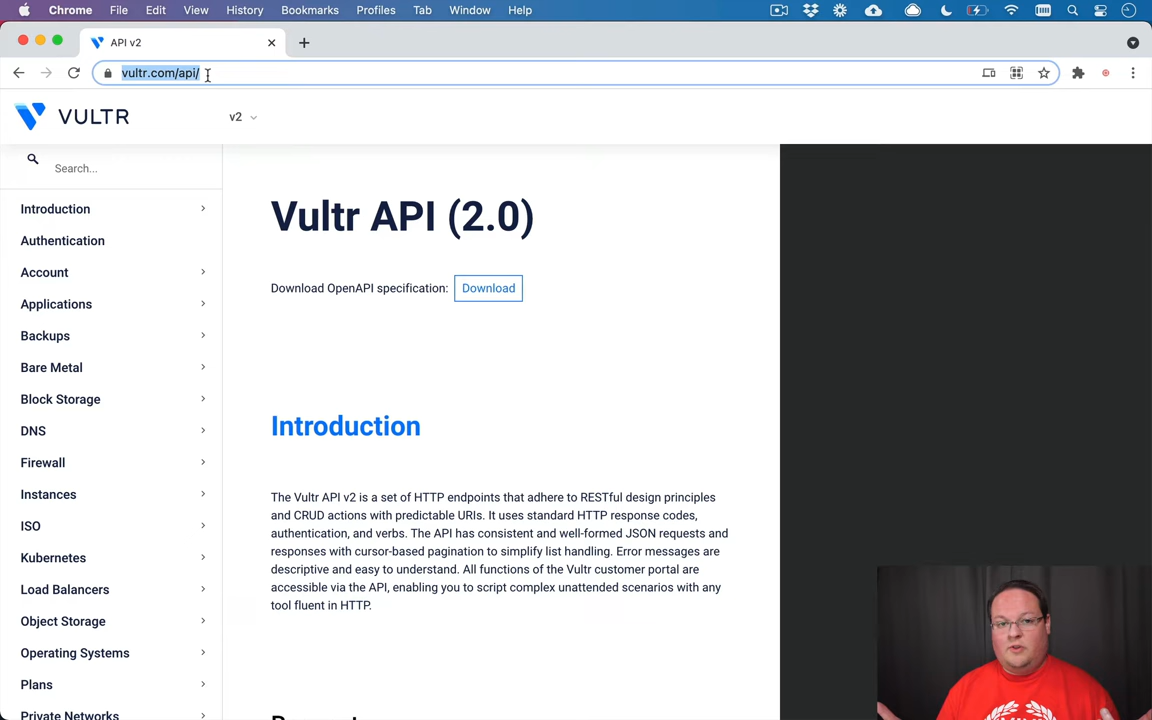 Chrome File Edit View History Bookmarks Profiles Tab Window Help
API v2
vultr.com/api/
VULTR
v2
Search...
Introduction
Authentication
Account
Applications
Backups
Bare Metal
Block Storage
DNS
Firewall
Instances
ISO
Kubernetes
Load Balancers
Object Storage
Operating Systems
Plans
Private Networks
Vultr API (2.0)
Download OpenAPI specification: Download
Introduction
The Vultr API v2 is a set of HTTP endpoints that adhere to RESTful design principles
and CRUD actions with predictable URIs. It uses standard HTTP response codes,
authentication, and verbs. The API has consistent and well-formed JSON requests and
responses with cursor-based pagination to simplify list handling. Error messages are
descriptive and easy to understand. All functions of the Vultr customer portal are
accessible via the API, enabling you to script complex unattended scenarios with any
tool fluent in HTTP.